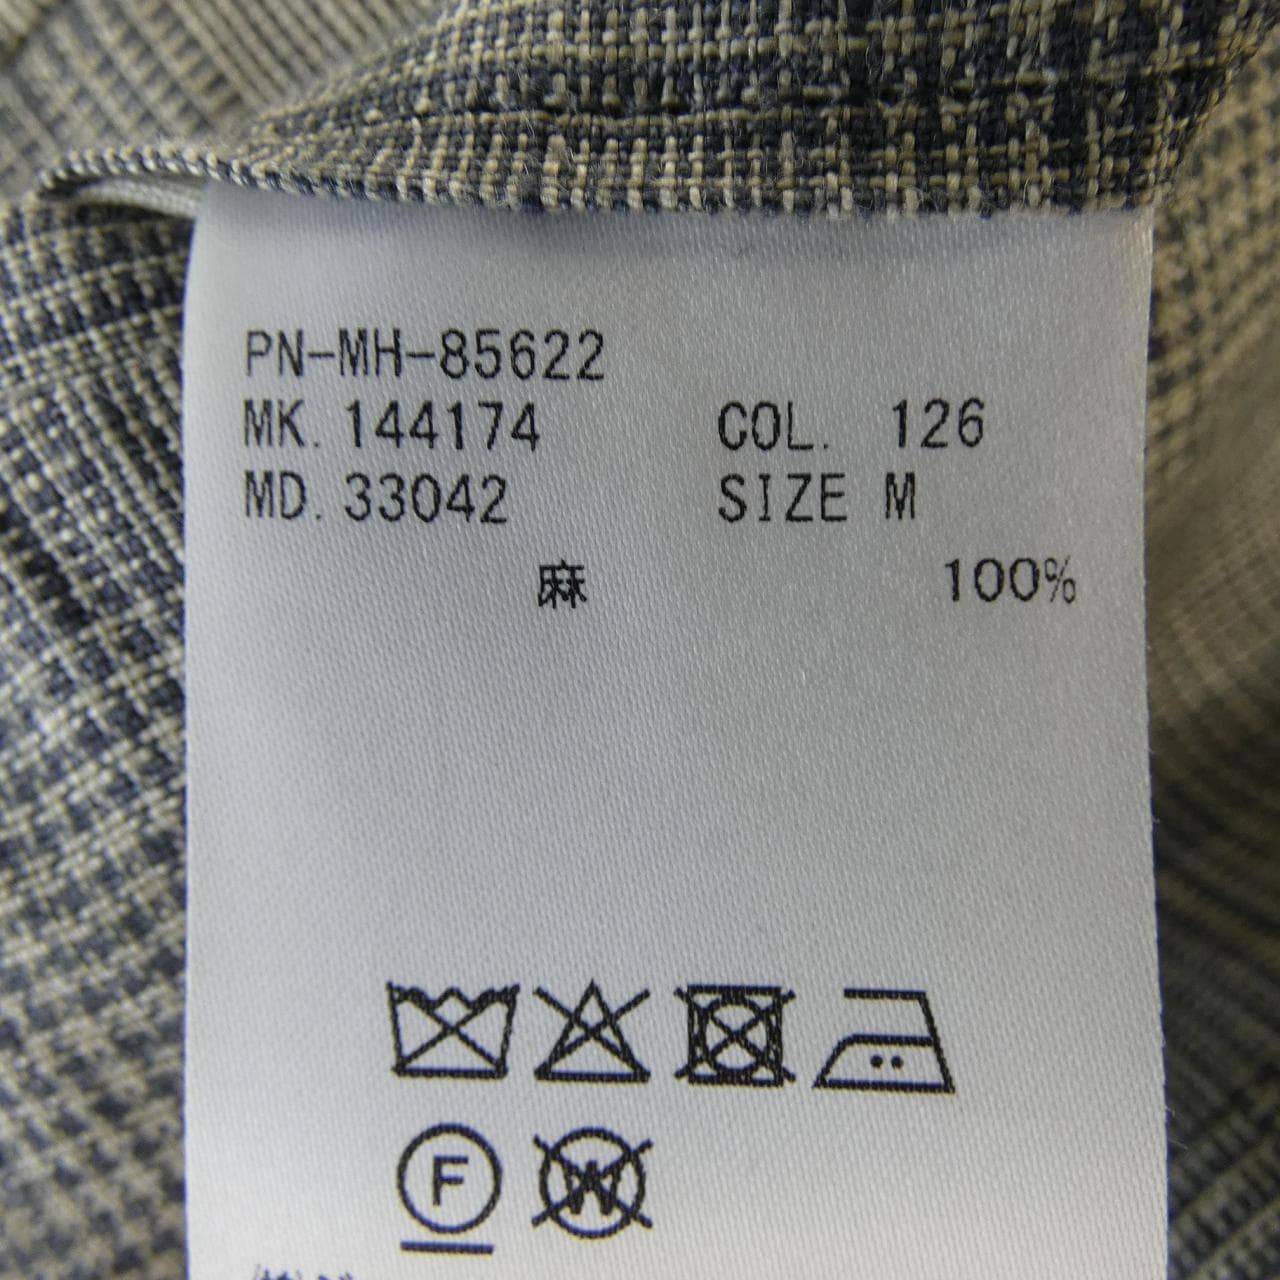 PN-MH-85622
MK. 144174 COL. 126
MD. 33042 SIZE M
麻 100%
F
W